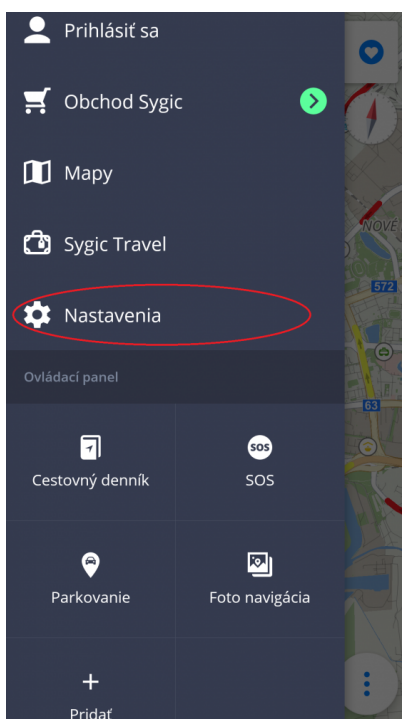 Prihlásiť sa
Obchod Sygic
Mapy
Sygic Travel
NOVÉ
572
Nastavenia
Ovládací panel
63
Cestovný denník
SOS
SOS
Parkovanie
Foto navigácia
Pridať